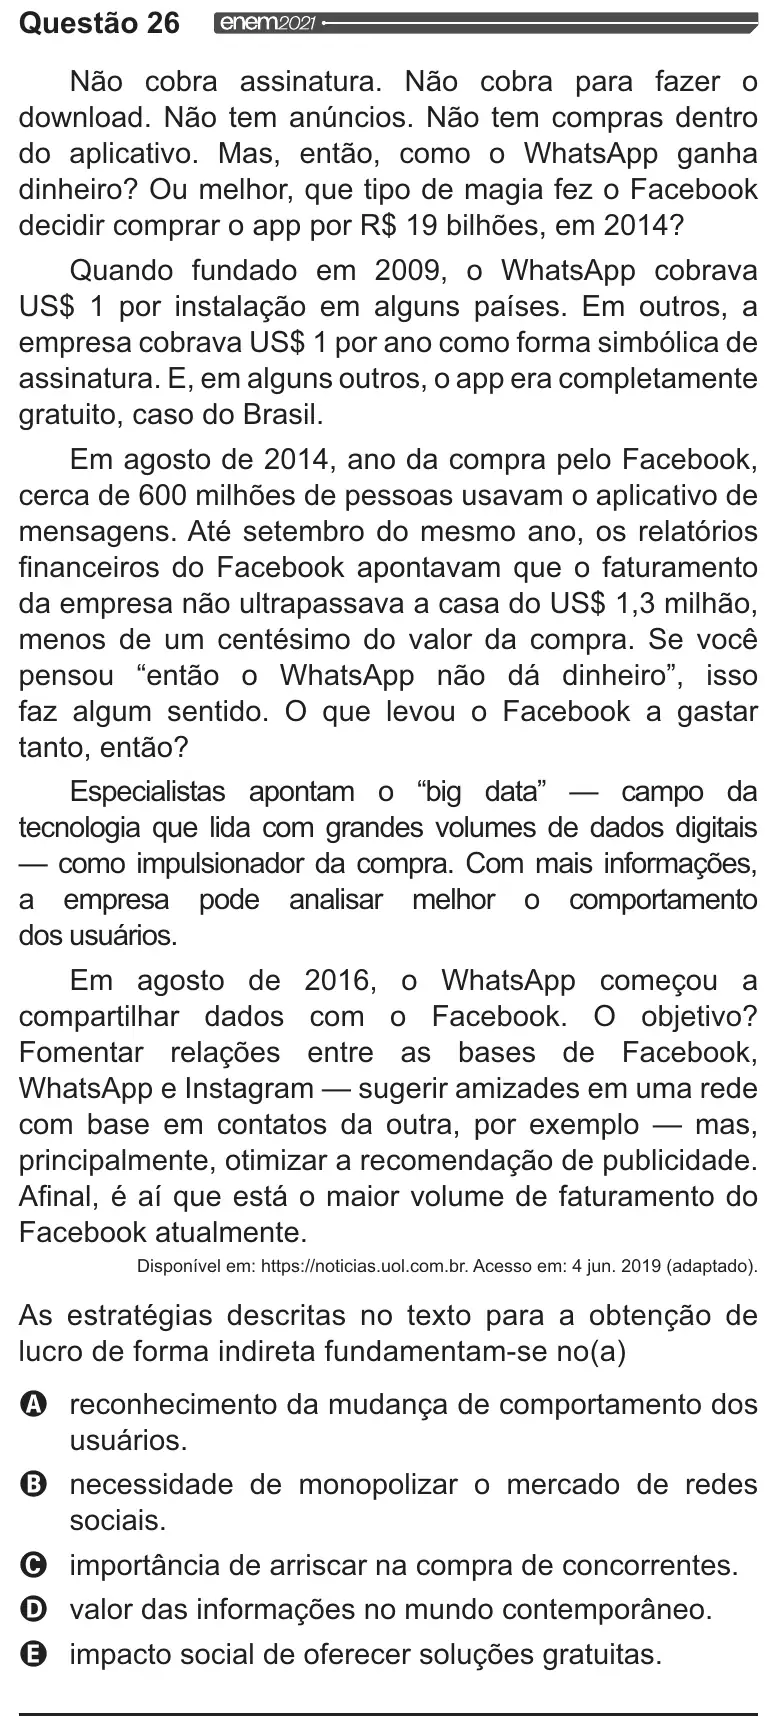 Questão 26 enem2021
Não cobra assinatura. Não cobra para fazer o
download. Não tem anúncios. Não tem compras dentro
do aplicativo. Mas, então, como o WhatsApp ganha
dinheiro? Ou melhor, que tipo de magia fez o Facebook
decidir comprar o app por R$ 19 bilhões, em 2014?
Quando fundado em 2009, o WhatsApp cobrava
US$ 1 por instalação em alguns países. Em outros, a
empresa cobrava US$ 1 por ano como forma simbólica de
assinatura. E, em alguns outros, o app era completamente
gratuito, caso do Brasil.
Em agosto de 2014, ano da compra pelo Facebook,
cerca de 600 milhões de pessoas usavam o aplicativo de
mensagens. Até setembro do mesmo ano, os relatórios
financeiros do Facebook apontavam que o faturamento
da empresa não ultrapassava a casa do US$ 1,3 milhão,
menos de um centésimo do valor da compra. Se você
pensou “então o WhatsApp não dá dinheiro”, isso
faz algum sentido. O que levou o Facebook a gastar
tanto, então?
Especialistas apontam o “big data” — campo da
tecnologia que lida com grandes volumes de dados digitais
— como impulsionador da compra. Com mais informações,
a empresa pode analisar melhor o comportamento
dos usuários.
Em agosto de 2016, o WhatsApp começou a
compartilhar dados com o Facebook. O objetivo?
Fomentar relações entre as bases de Facebook,
WhatsApp e Instagram — sugerir amizades em uma rede
com base em contatos da outra, por exemplo — mas,
principalmente, otimizar a recomendação de publicidade.
Afinal, é aí que está o maior volume de faturamento do
Facebook atualmente.
Disponível em: https://noticias.uol.com.br. Acesso em: 4 jun. 2019 (adaptado).
As estratégias descritas no texto para a obtenção de
lucro de forma indireta fundamentam-se no(a)
A reconhecimento da mudança de comportamento dos
usuários.
B necessidade de monopolizar o mercado de redes
sociais.
C importância de arriscar na compra de concorrentes.
D valor das informações no mundo contemporâneo.
E impacto social de oferecer soluções gratuitas.